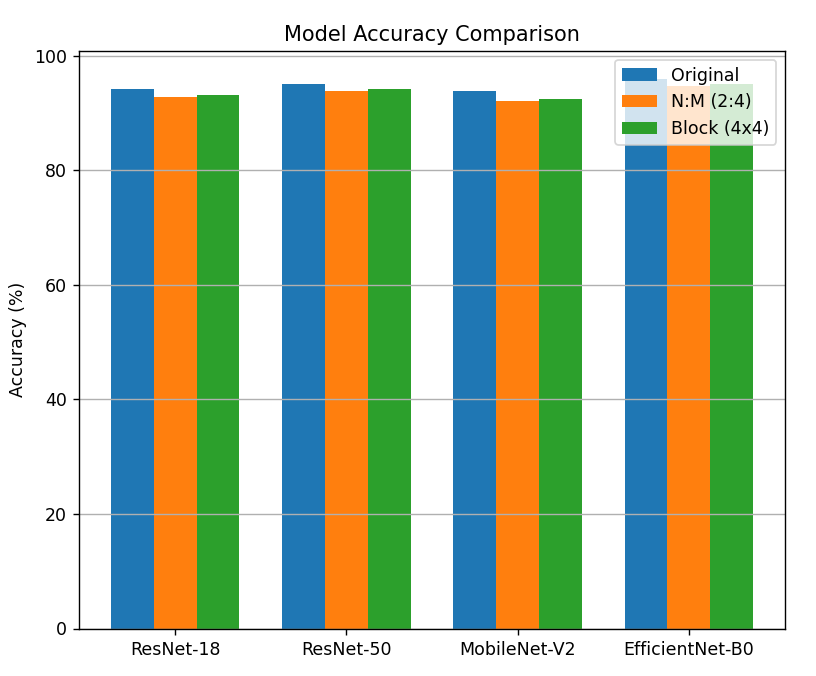 Model Accuracy Comparison
Original
N:M (2:4)
Block (4x4)
Accuracy (%)
100
80
60
40
20
0
ResNet-18
ResNet-50
MobileNet-V2
EfficientNet-B0